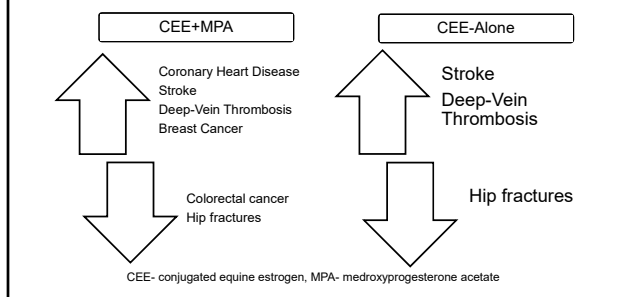 CEE+MPA
Coronary Heart Disease
Stroke
Deep-Vein Thrombosis
Breast Cancer
Colorectal cancer
Hip fractures
CEE-Alone
Stroke
Deep-Vein
Thrombosis
Hip fractures
CEE- conjugated equine estrogen, MPA- medroxyprogesterone acetate